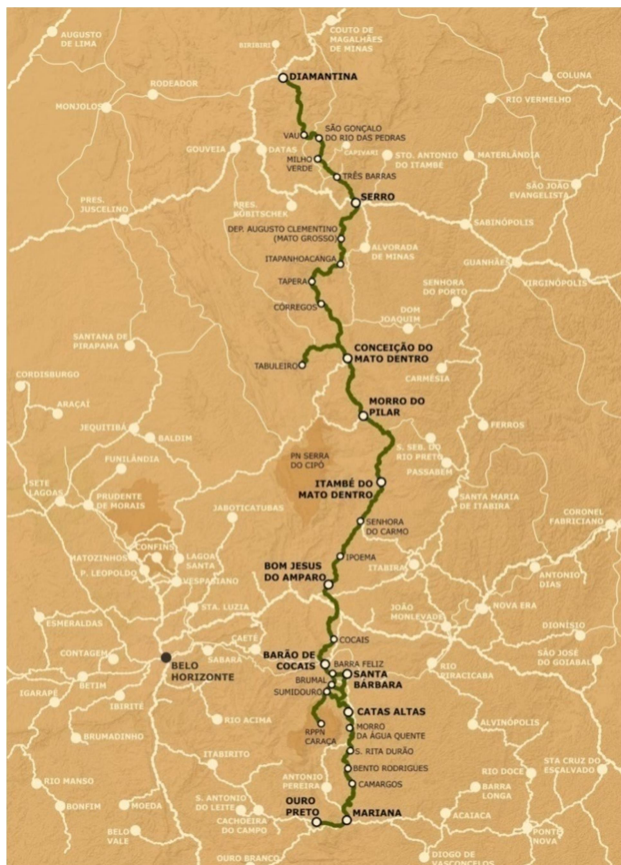 AUGUSTO
DE LIMA
COUTO DE
MAGALHÃES
DE MINAS
BIRIBIRI
DIAMANTINA
COLUNA
RODEADOR
RIO VERMELHO
MONJOLOS
VAU
SÃO GONÇALO
DO RIO DAS PEDRAS
GOUVEIA
DATAS
CAPIVARI
MILHO
VERDE
STO. ANTONIO
DO ITAMBÉ
MATERLÂNDIA
TRÊS BARRAS
SÃO JOÃO
EVANGELISTA
PRES.
JUSCELINO
PRES.
KUBITSCHEK
SERRO
SABINÓPOLIS
DEP. AUGUSTO CLEMENTINO
(MATO GROSSO)
ALVORADA
DE MINAS
ITAPANHOACANGA
GUANHÃES
VIRGINÓPOLIS
TAPERA
SENHORA
DO PORTO
CÓRREGOS
DOM
JOAQUIM
SANTANA DE
PIRAPAMA
CONCEIÇÃO DO
MATO DENTRO
TABULEIRO
CARMÉSIA
CORDISBURGO
ARAÇAÍ
MORRO DO
PILAR
JEQUITIBÁ
BALDIM
FERROS
S. SEB. DO
RIO PRETO
FUNILÂNDIA
PN SERRA
DO CIPÓ
PASSABEM
ITAMBÉ DO
MATO DENTRO
SETE
LAGOAS
PRUDENTE
DE MORAIS
SANTA MARIA
DE ITABIRA
JABOTICATUBAS
SENHORA
DO CARMO
CORONEL
FABRICIANO
CONFINS
MATOZINHOS
LAGOA
SANTA
IPOEMA
P. LEOPOLDO
BOM JESUS
DO AMPARO
ITABIRA
ANTONIO
DIAS
VESPASIANO
STA. LUZIA
NOVA ERA
JOÃO
MONLEVADE
ESMERALDAS
DIONÍSIO
CAETÉ
COCAIS
CONTAGEM
SABARÁ
BELO
HORIZONTE
BARÃO DE
COCAIS
BARRA FELIZ
SÃO JOSÉ
DO GOIABAL
BETIM
BRUMAL
SANTA
BÁRBARA
RIO
PIRACICABA
SUMIDOURO
IGARAPÉ
IBIRITÉ
CATAS ALTAS
RIO ACIMA
RPPN
CARAÇA
MORRO
DA ÁGUA QUENTE
ALVINÓPOLIS
BRUMADINHO
S. RITA DURÃO
ITABIRITO
BENTO RODRIGUES
RIO DOCE
STA CRUZ DO
ESCALVADO
RIO MANSO
ANTONIO
PEREIRA
CAMARGOS
BARRA
LONGA
BONFIM
MOEDA
S. ANTONIO
DO LEITE
OURO
PRETO
MARIANA
CACHOEIRA
DO CAMPO
ACAIACA
BELO
VALE
PONTE
NOVA
OURO BRANCO
DIOGO DE
VASCONCELOS